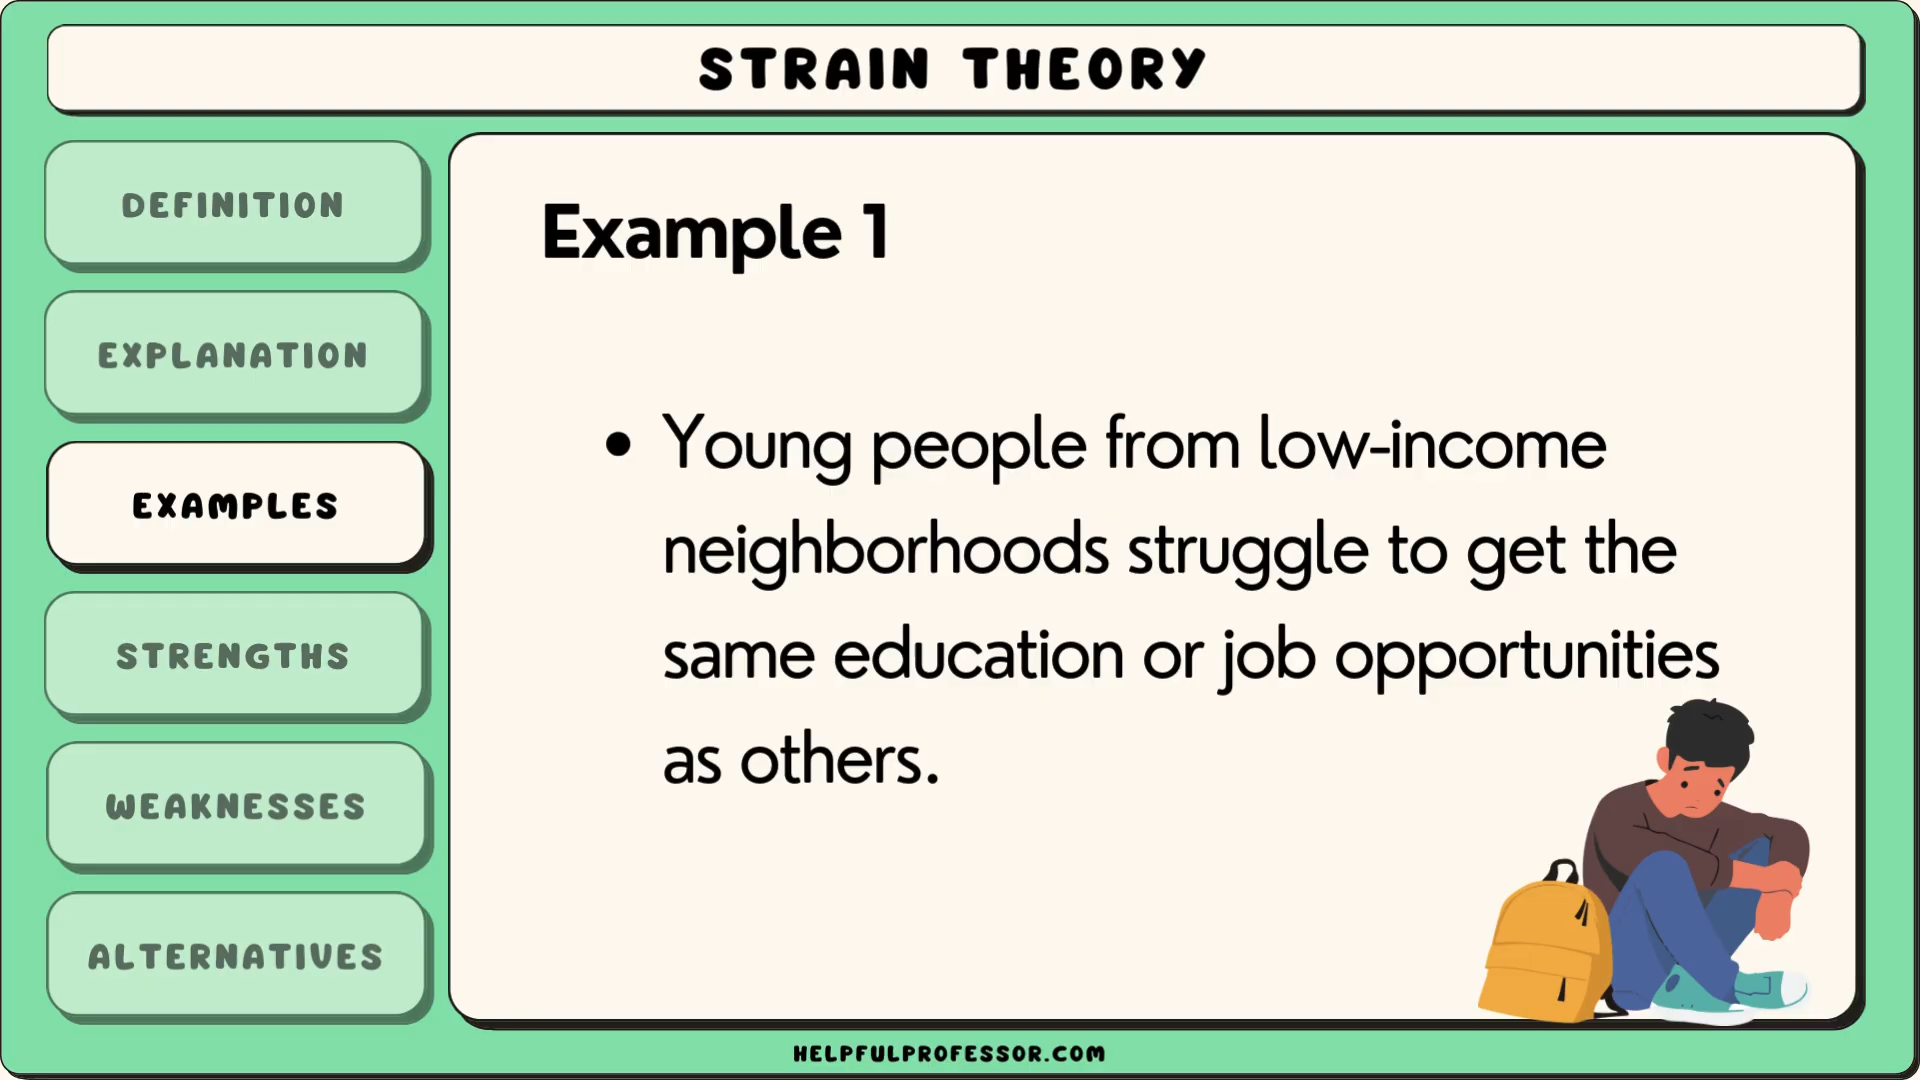 STRAIN THEORY
DEFINITION
EXPLANATION
EXAMPLES
STRENGTHS
WEAKNESSES
ALTERNATIVES
Example 1
• Young people from low-income
neighborhoods struggle to get the
same education or job opportunities
as others.
HELPFULPROFESSOR.COM